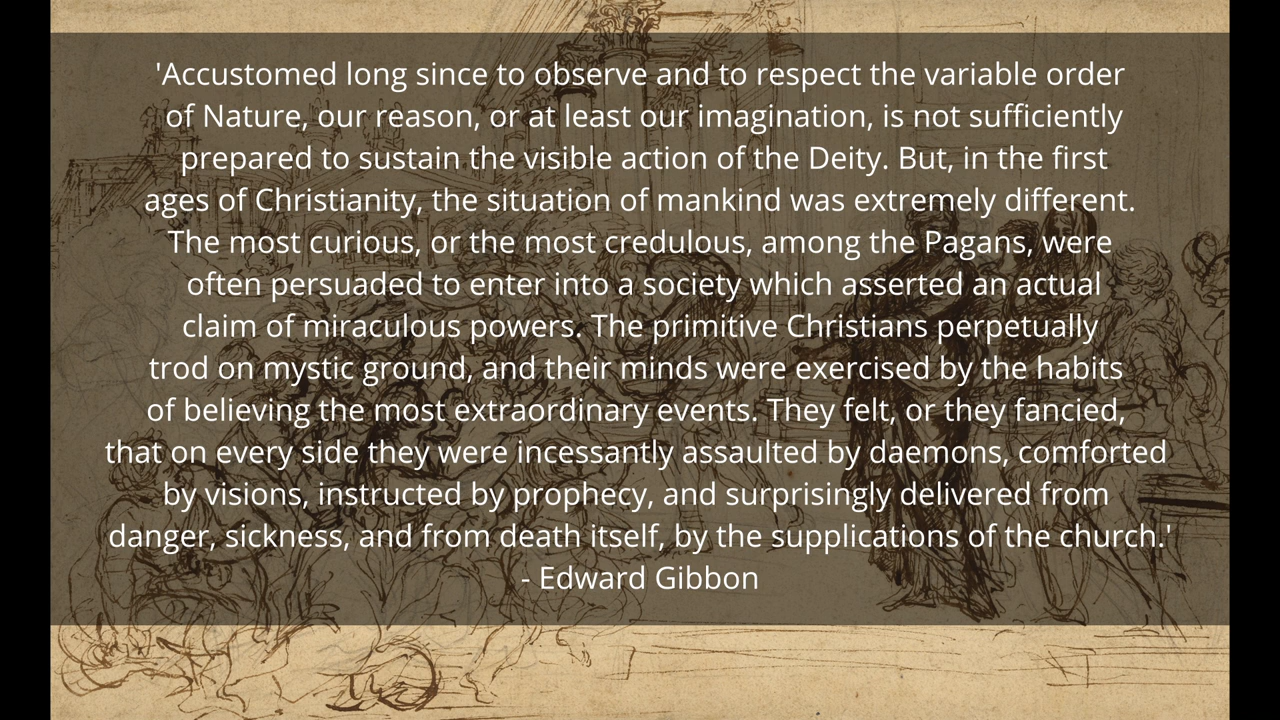 'Accustomed long since to observe and to respect the variable order
of Nature, our reason, or at least our imagination, is not sufficiently
prepared to sustain the visible action of the Deity. But, in the first
ages of Christianity, the situation of mankind was extremely different.
The most curious, or the most credulous, among the Pagans, were
often persuaded to enter into a society which asserted an actual
claim of miraculous powers. The primitive Christians perpetually
trod on mystic ground, and their minds were exercised by the habits
of believing the most extraordinary events. They felt, or they fancied,
that on every side they were incessantly assaulted by daemons, comforted
by visions, instructed by prophecy, and surprisingly delivered from
danger, sickness, and from death itself, by the supplications of the church.'
- Edward Gibbon